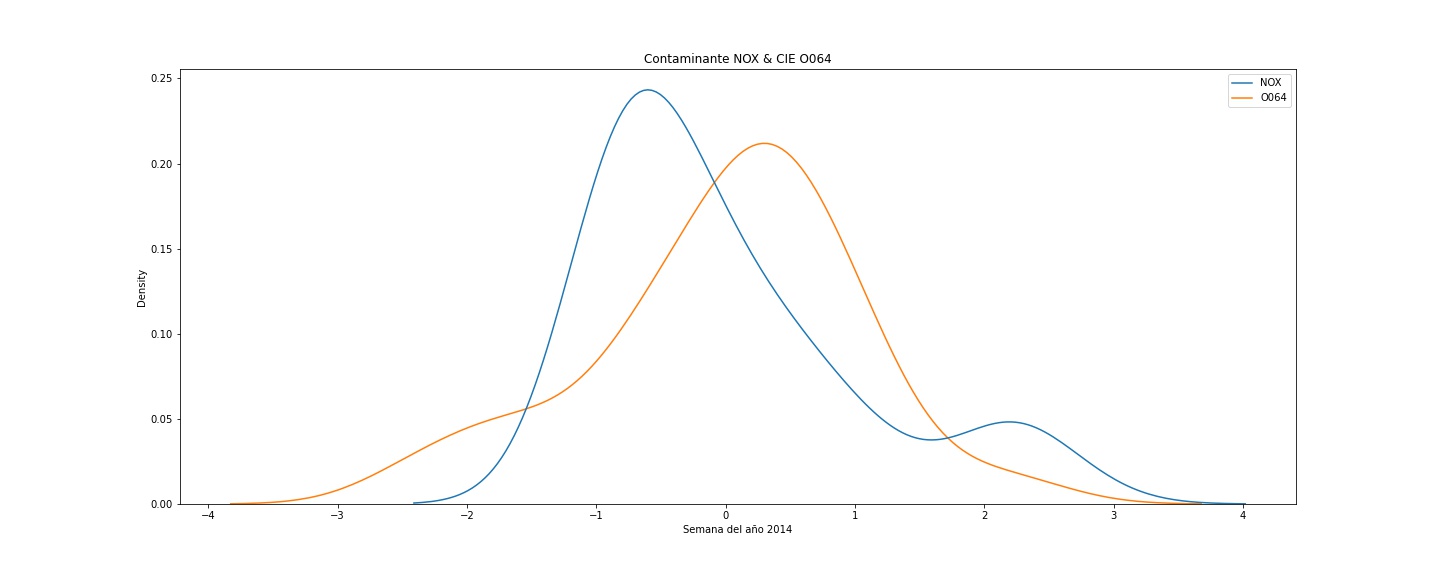 Contaminante NOX & CIE O064
NOX
O064
0.25
0.20
0.15
0.10
0.05
0.00
Density
−4 −3 −2 −1 0 1 2 3 4
Semana del año 2014